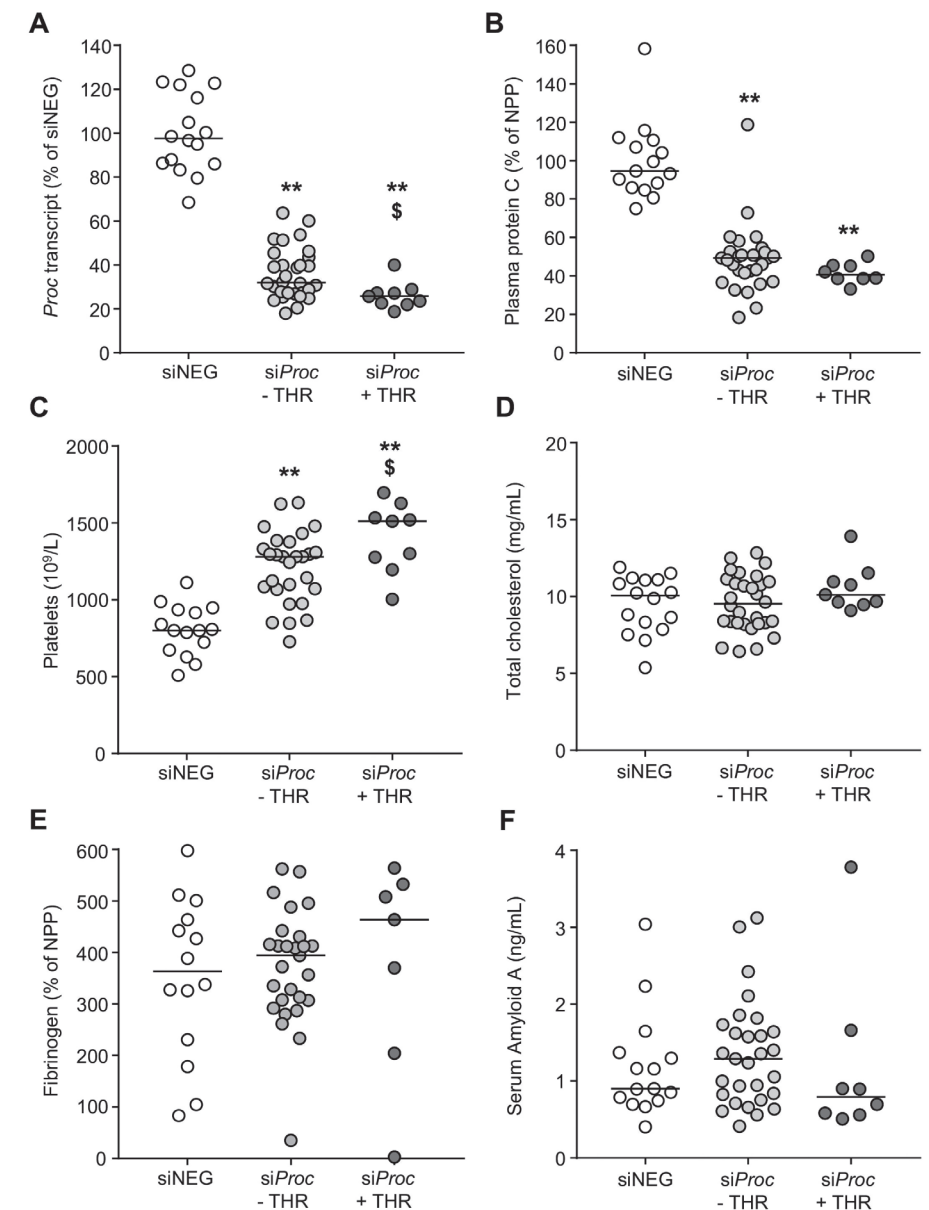 A
Proc transcript (% of siNEG)
140
120
100
80
60
40
20
0
**
**
$
siNEG
siProc
- THR
siProc
+ THR
B
Plasma protein C (% of NPP)
160
140
120
100
80
60
40
20
0
**
**
siNEG
siProc
- THR
siProc
+ THR
C
Platelets (10⁹/L)
2000
1500
1000
500
0
**
**
$
siNEG
siProc
- THR
siProc
+ THR
D
Total cholesterol (mg/mL)
20
15
10
5
0
siNEG
siProc
- THR
siProc
+ THR
E
Fibrinogen (% of NPP)
600
500
400
300
200
100
0
siNEG
siProc
- THR
siProc
+ THR
F
Serum Amyloid A (ng/mL)
4
3
2
1
0
siNEG
siProc
- THR
siProc
+ THR